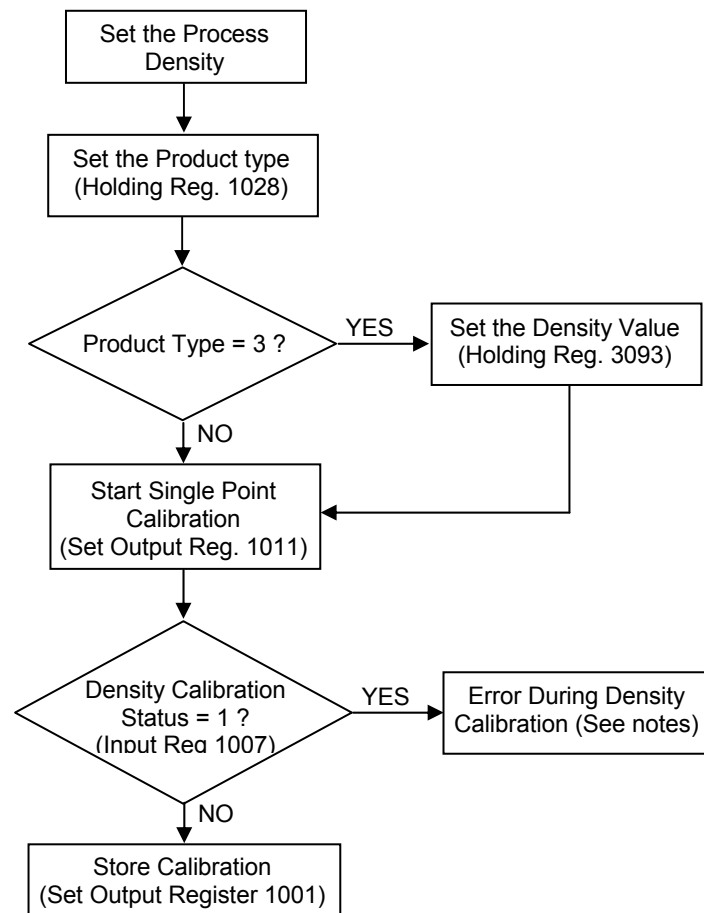 Set the Process
Density
Set the Product type
(Holding Reg. 1028)
Product Type = 3 ?
YES
Set the Density Value
(Holding Reg. 3093)
NO
Start Single Point
Calibration
(Set Output Reg. 1011)
Density Calibration
Status = 1 ?
(Input Reg 1007)
YES
Error During Density
Calibration (See notes)
NO
Store Calibration
(Set Output Register 1001)